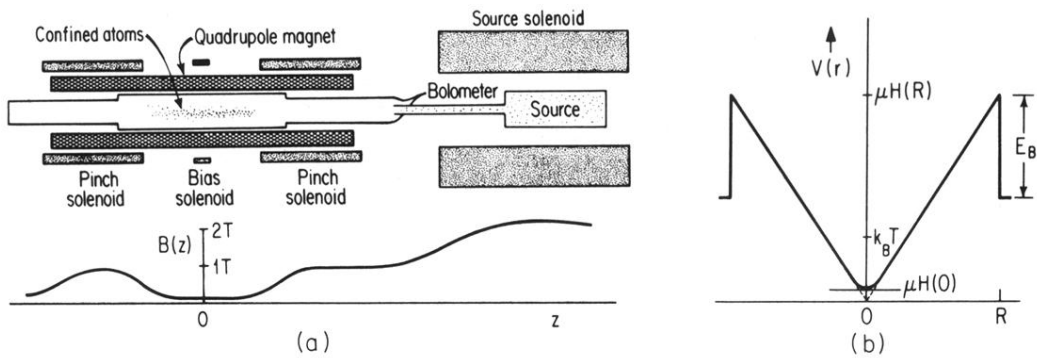 Source solenoid
Confined atoms
Quadrupole magnet
Bolometer
Source
Pinch
solenoid
Bias
solenoid
Pinch
solenoid
B(z)
2T
1T
0
z
(a)
(b)
V(r)
μH(R)
E_B
k_BT
μH(0)
0
R